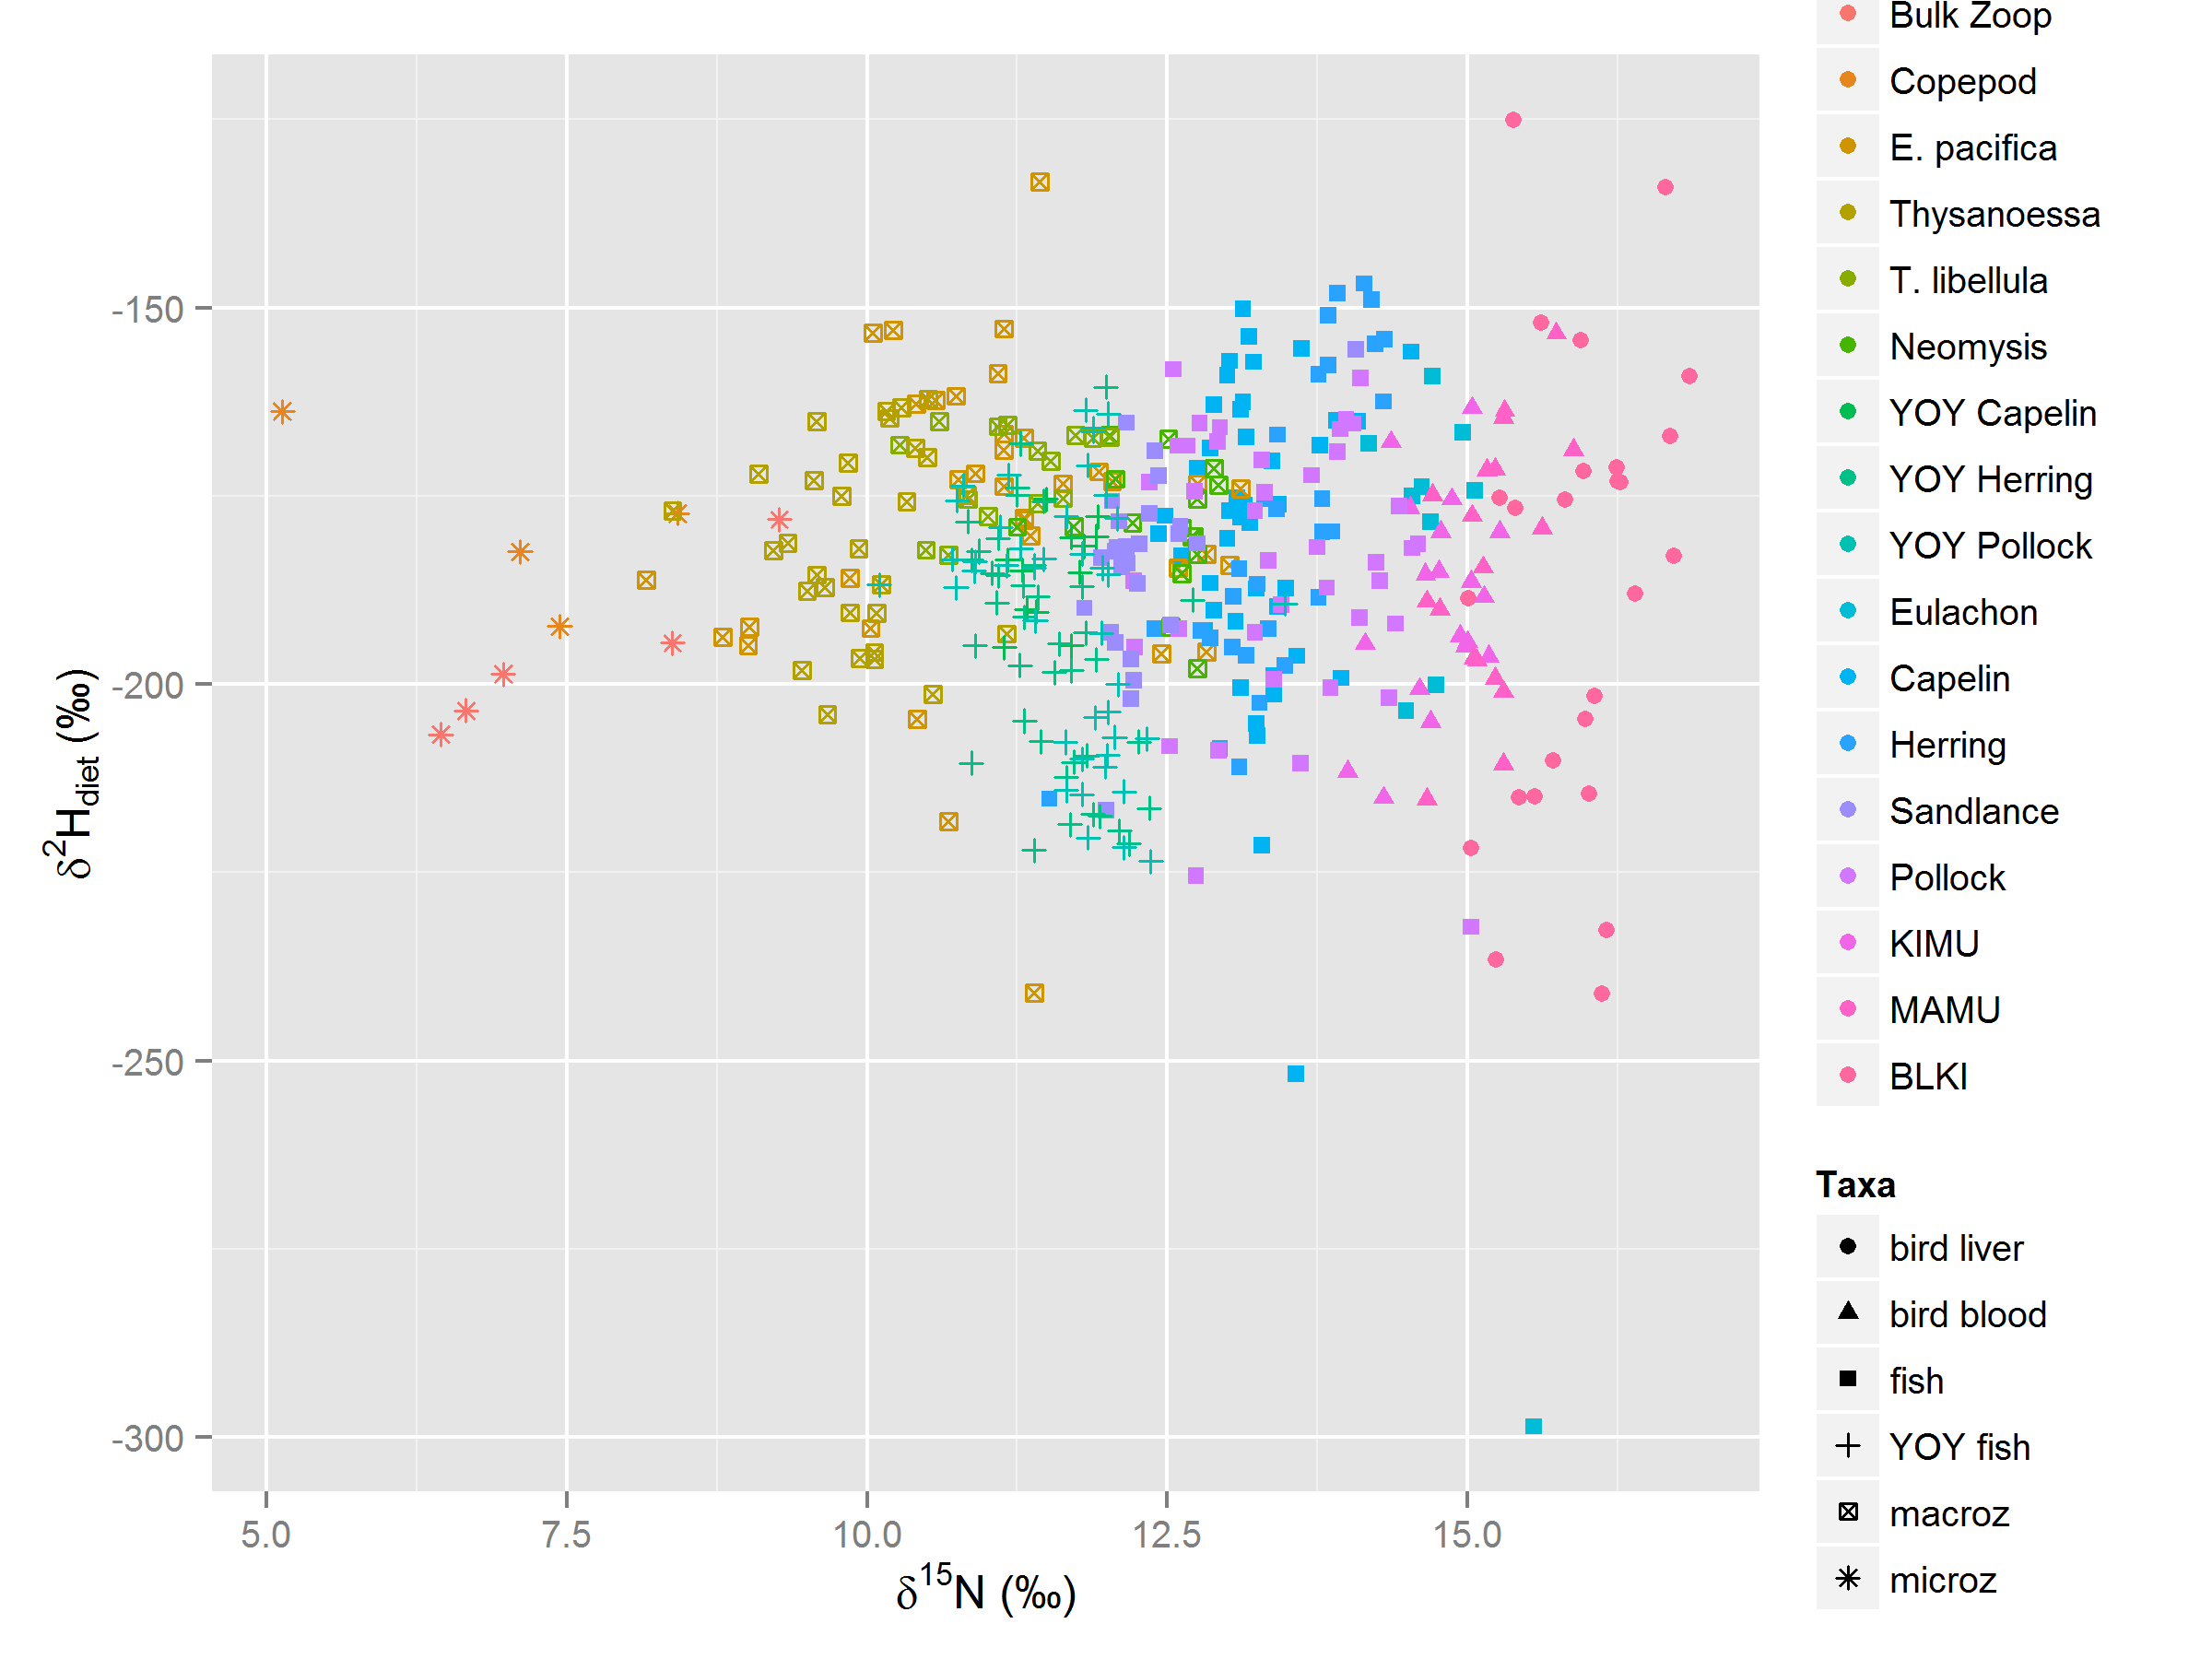 Bulk Zoop
Copepod
E. pacifica
Thysanoessa
T. libellula
Neomysis
YOY Capelin
YOY Herring
YOY Pollock
Eulachon
Capelin
Herring
Sandlance
Pollock
KIMU
MAMU
BLKI
Taxa
bird liver
bird blood
fish
YOY fish
macroz
microz
-150
-200
-250
-300
δ²H_diet (‰)
5.0 7.5 10.0 12.5 15.0
δ¹⁵N (‰)